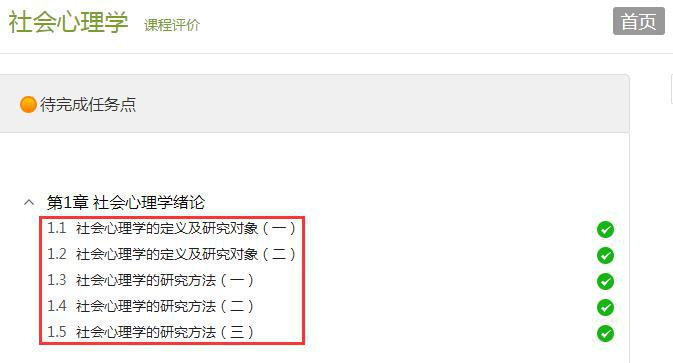 社会心理学 课程评价 首页
待完成任务点
第1章 社会心理学绪论
1.1 社会心理学的定义及研究对象（一）
1.2 社会心理学的定义及研究对象（二）
1.3 社会心理学的研究方法（一）
1.4 社会心理学的研究方法（二）
1.5 社会心理学的研究方法（三）